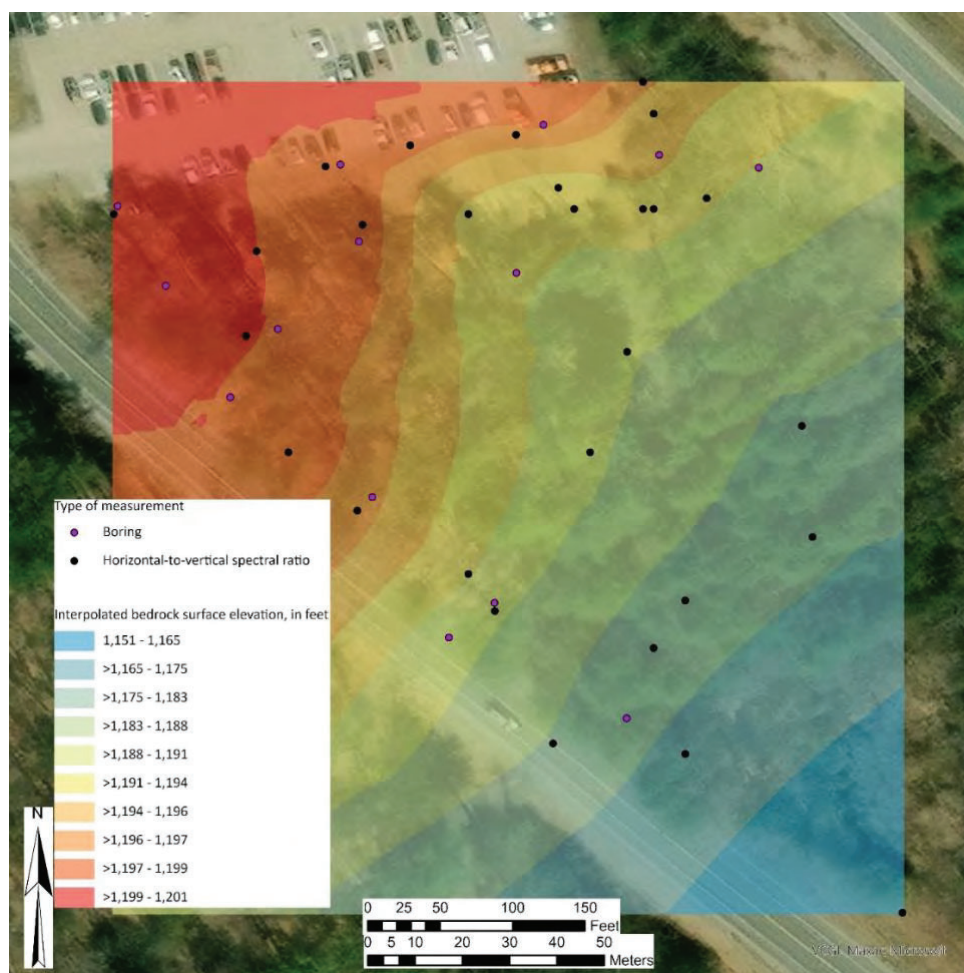 Type of measurement
Boring
Horizontal-to-vertical spectral ratio
Interpolated bedrock surface elevation, in feet
1,151 - 1,165
>1,165 - 1,175
>1,175 - 1,183
>1,183 - 1,188
>1,188 - 1,191
>1,191 - 1,194
>1,194 - 1,196
>1,196 - 1,197
>1,197 - 1,199
>1,199 - 1,201
N
0 25 50 100 150
Feet
0 5 10 20 30 40 50
Meters
Maxar, Microsoft